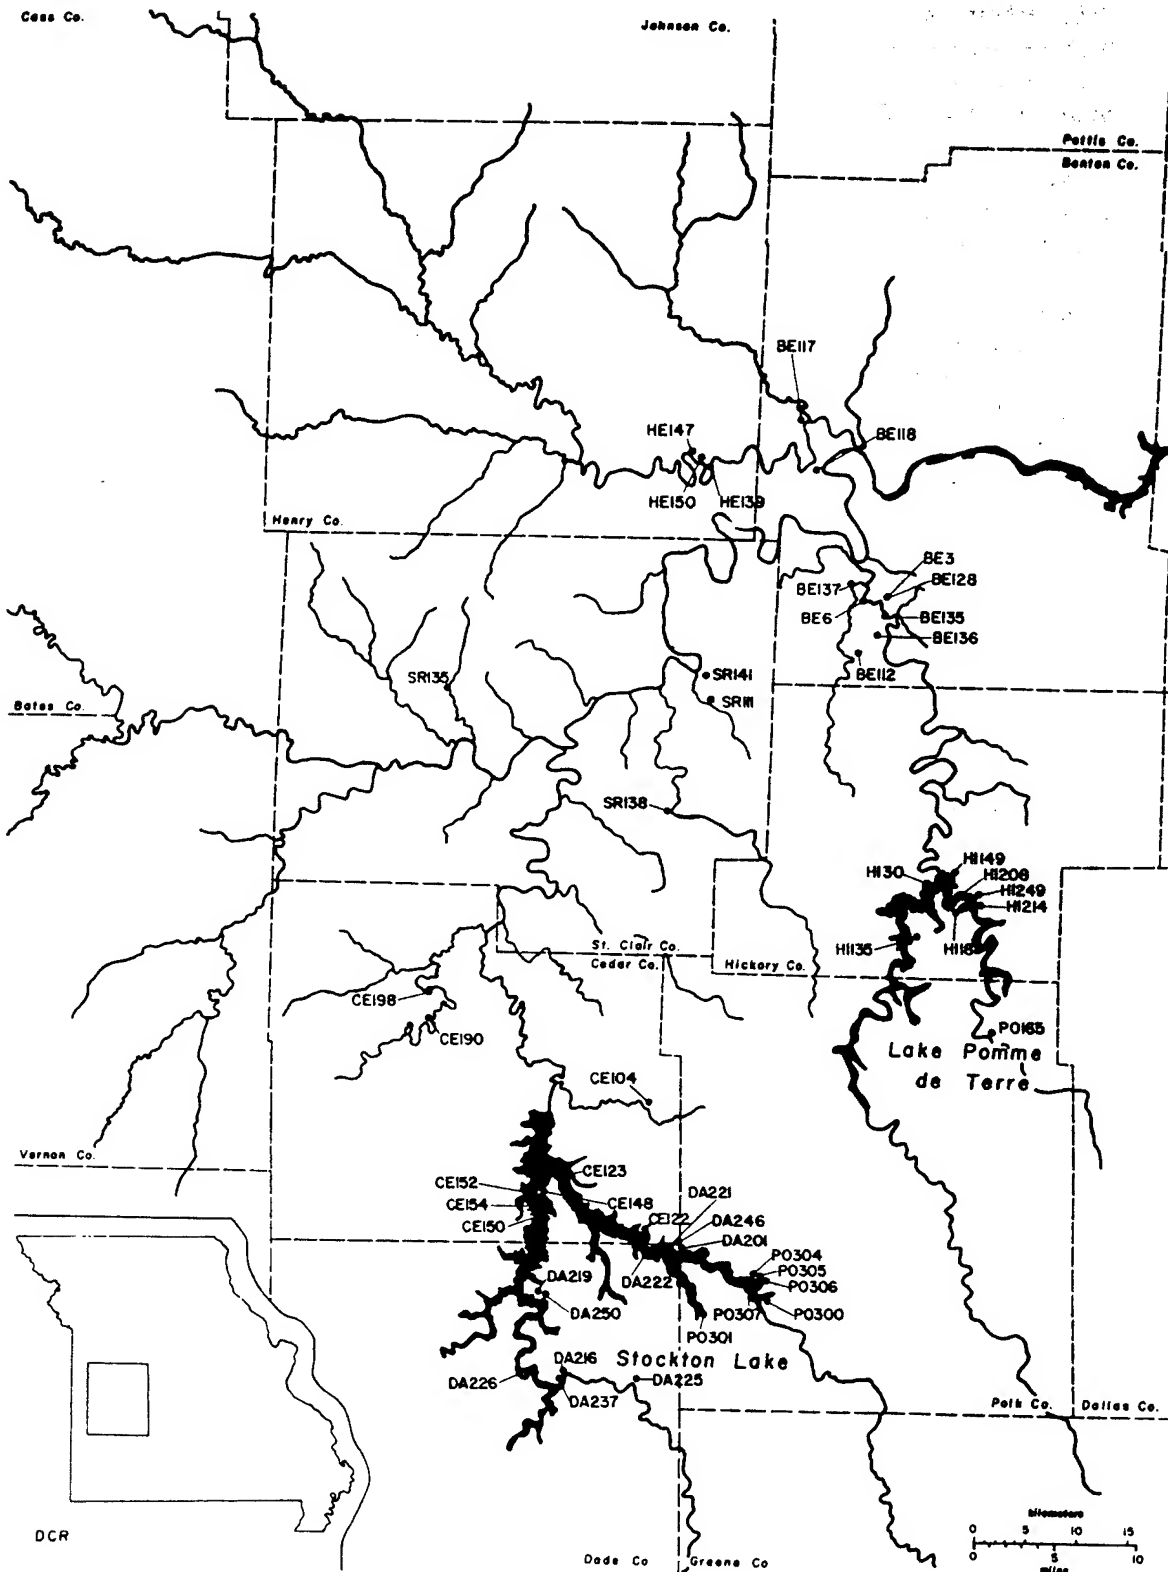 Cass Co.
Johnson Co.
Pettis Co.
Benton Co.
BE117
HE147
BE118
HE150
HE139
Henry Co.
BE3
BE137
BE128
BE6
BE135
BE136
SR135
SR141
BE112
Bates Co.
SR111
SR138
HI149
HI30
HI208
HI249
HI214
HI135
HI18
St. Clair Co.
Cedar Co.
Hickory Co.
CE198
PO165
CE190
Lake Pomme
de Terre
CE104
Vernon Co.
CE123
CE152
DA221
CE154
CE148
CE150
CE122
DA246
DA201
PO304
DA219
DA222
PO305
PO306
DA250
PO307
PO300
PO301
DA216
Stockton Lake
DA226
DA225
DA237
Polk Co.
Dallas Co.
kilometers
0 5 10 15
0 5 10
miles
DCR
Dade Co
Greene Co